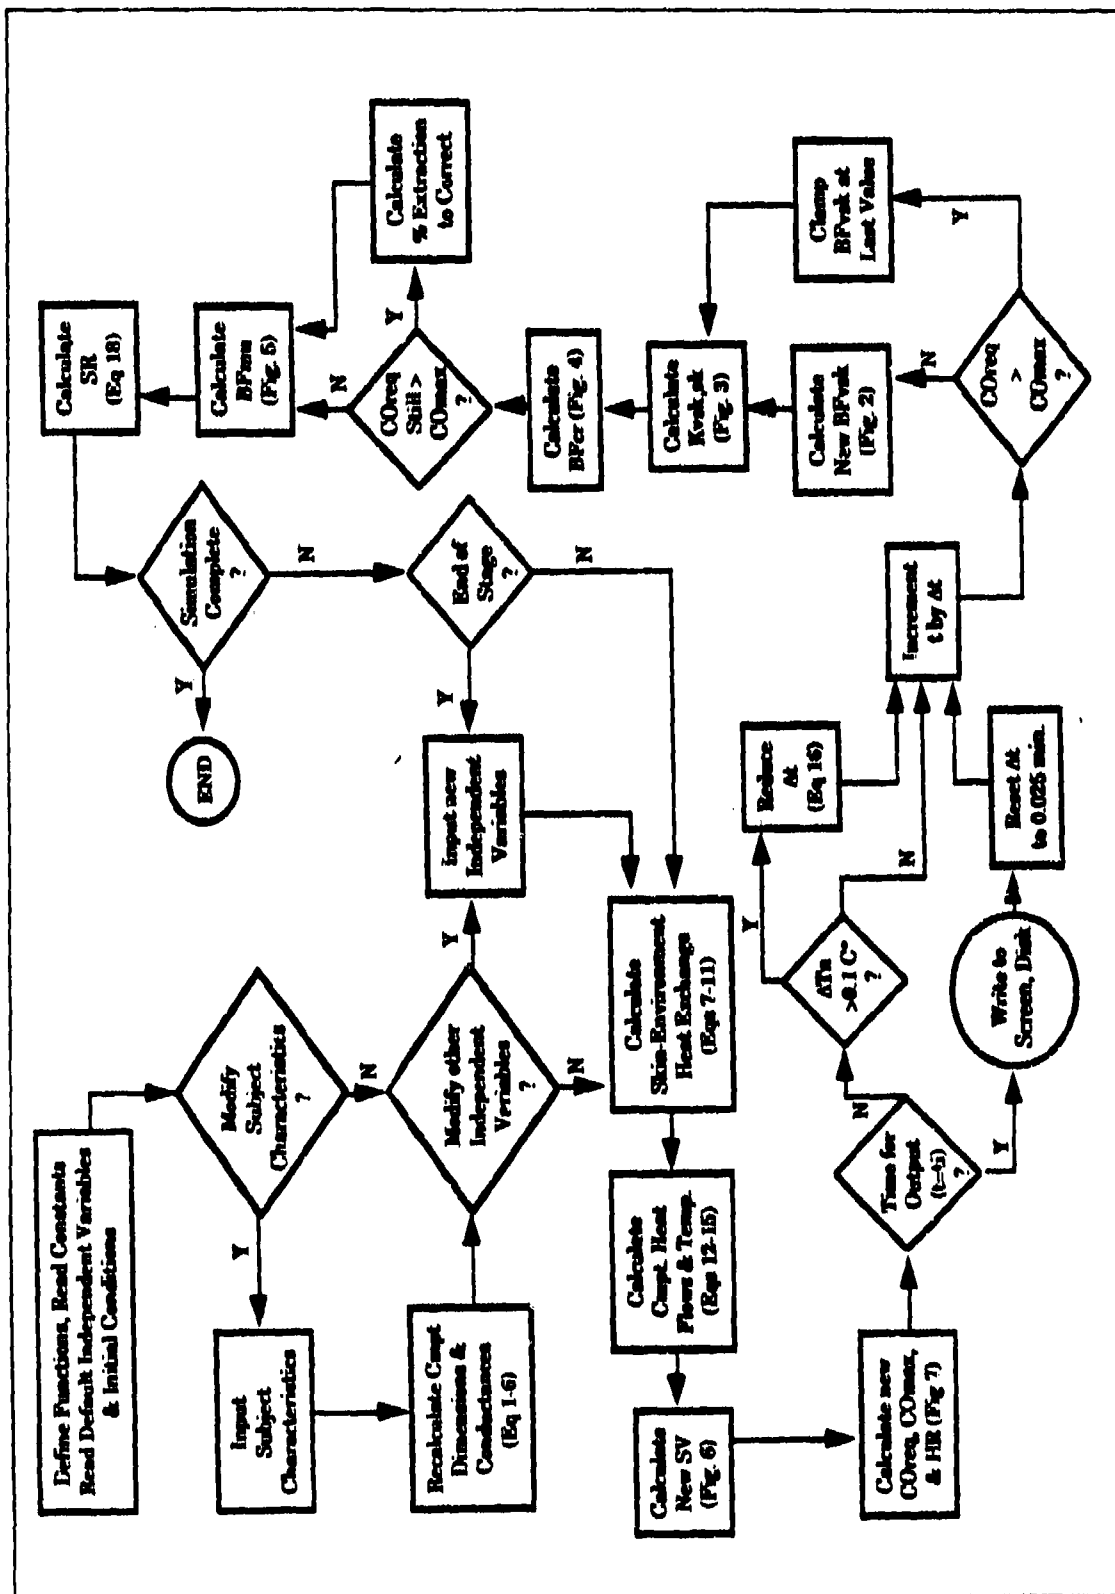 Define Functions, Read Constants
Read Default Independent Variables
& Initial Conditions
Modify
Subject
Characteristics
?
Y
N
Input
Subject
Characteristics
Recalculate Cmpt
Dimensions &
Conductances
(Eq 1-6)
Modify other
Independent
Variables
?
Y
N
Input new
Independent
Variables
Calculate
Skin-Environment
Heat Exchange
(Eqs 7-11)
Calculate
Cmpt. Heat
Flows & Temp.
(Eqs 12-15)
Calculate
New SV
(Fig. 6)
Calculate new
COreq, COmax,
& HR (Fig 7)
Time for
Output
(t=ti)
?
N
Y
Write to
Screen, Disk
Reset Δt
to 0.025 min.
>0.1 C°
?
Y
N
Reduce
Δt
(Eq 16)
Increment
t by Δt
COreq
>
COmax
?
N
Y
Calculate
New BFvsk
(Fig. 2)
Clamp
BFvsk at
Last Value
Calculate
Kvsk,sk
(Fig. 3)
Calculate
BFcr (Fig. 4)
COreq
Still >
COmax
?
N
Y
Calculate
% Extraction
to Correct
Calculate
BFmu
(Fig. 5)
Calculate
SR
(Eq 18)
Simulation
Complete
?
Y
N
END
End of
Stage
?
Y
N